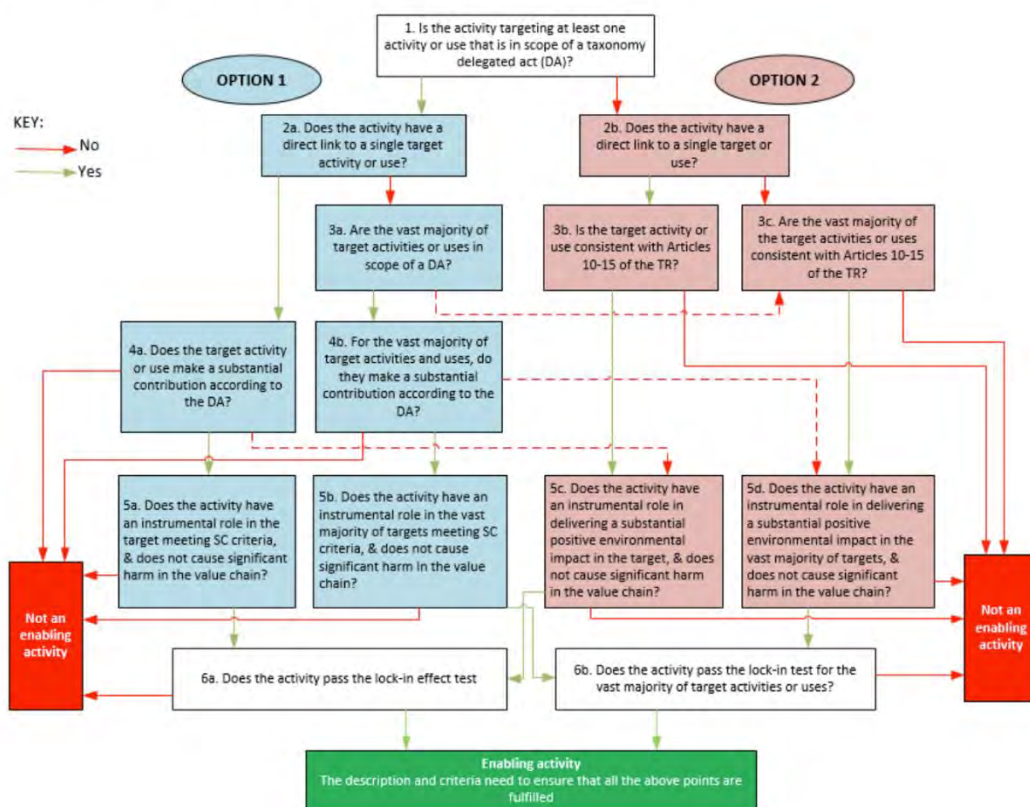 1. Is the activity targeting at least one
activity or use that is in scope of a taxonomy
delegated act (DA)?
OPTION 1
OPTION 2
KEY:
No
Yes
2a. Does the activity have a
direct link to a single target
activity or use?
2b. Does the activity have a
direct link to a single target or
use?
3a. Are the vast majority of
target activities or uses in
scope of a DA?
3b. Is the target activity or
use consistent with Articles
10-15 of the TR?
3c. Are the vast majority of
the target activities or uses
consistent with Articles 10-15
of the TR?
4a. Does the target activity
or use make a substantial
contribution according to
the DA?
4b. For the vast majority of
target activities and uses, do
they make a substantial
contribution according to the
DA?
5a. Does the activity have
an instrumental role in the
target meeting SC criteria,
& does not cause significant
harm in the value chain?
5b. Does the activity have an
instrumental role in the vast
majority of targets meeting SC
criteria, & does not cause
significant harm in the value
chain?
5c. Does the activity have
an instrumental role in
delivering a substantial
positive environmental
impact in the target, & does
not cause significant harm
in the value chain?
5d. Does the activity have an
instrumental role in delivering
a substantial positive
environmental impact in the
vast majority of targets, &
does not cause significant
harm in the value chain?
Not an
enabling
activity
Not an
enabling
activity
6a. Does the activity pass the lock-in effect test
6b. Does the activity pass the lock-in test for the
vast majority of target activities or uses?
Enabling activity
The description and criteria need to ensure that all the above points are
fulfilled